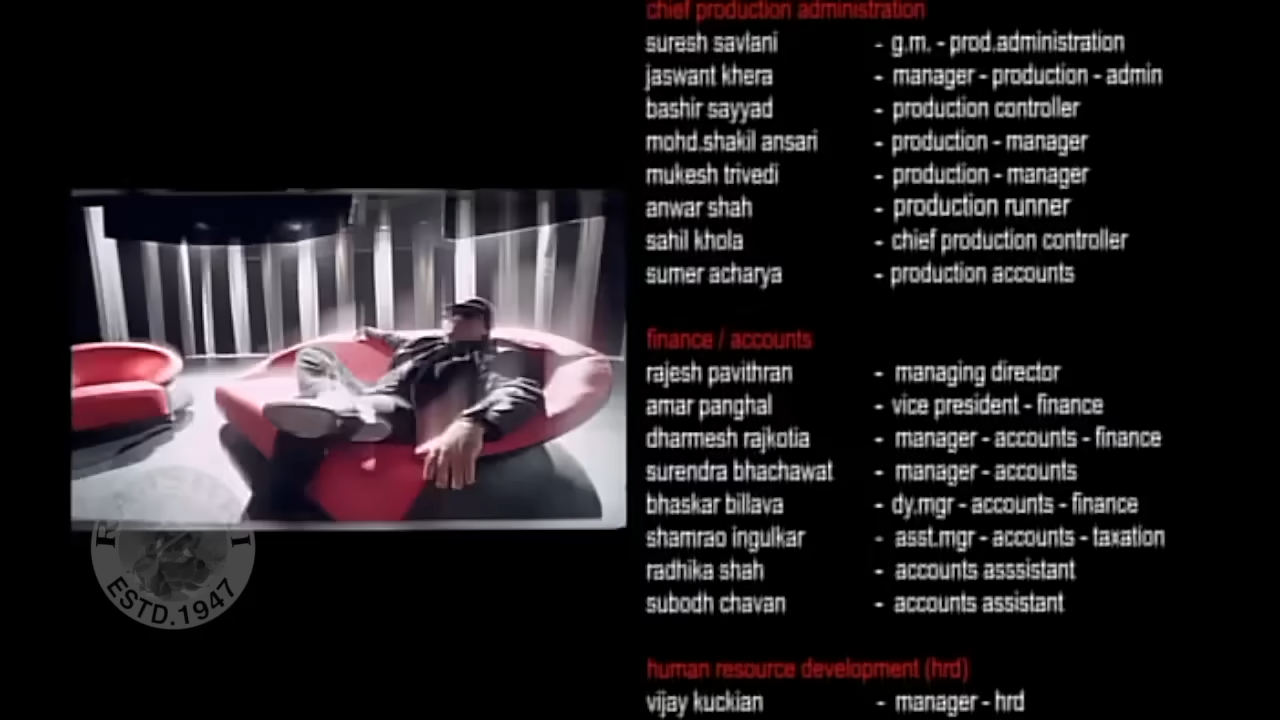 chief production administration
suresh savlani - g.m. - prod.administration
jaswant khera - manager - production - admin
bashir sayyad - production controller
mohd.shakil ansari - production - manager
mukesh trivedi - production - manager
anwar shah - production runner
sahil khola - chief production controller
sumer acharya - production accounts
finance / accounts
rajesh pavithran - managing director
amar panghal - vice president - finance
dharmesh rajkotia - manager - accounts - finance
surendra bhachawat - manager - accounts
bhaskar billava - dy.mgr - accounts - finance
shamrao ingulkar - asst.mgr - accounts - taxation
radhika shah - accounts asssistant
subodh chavan - accounts assistant
human resource development (hrd)
vijay kuckian - manager - hrd
ESTD.1947